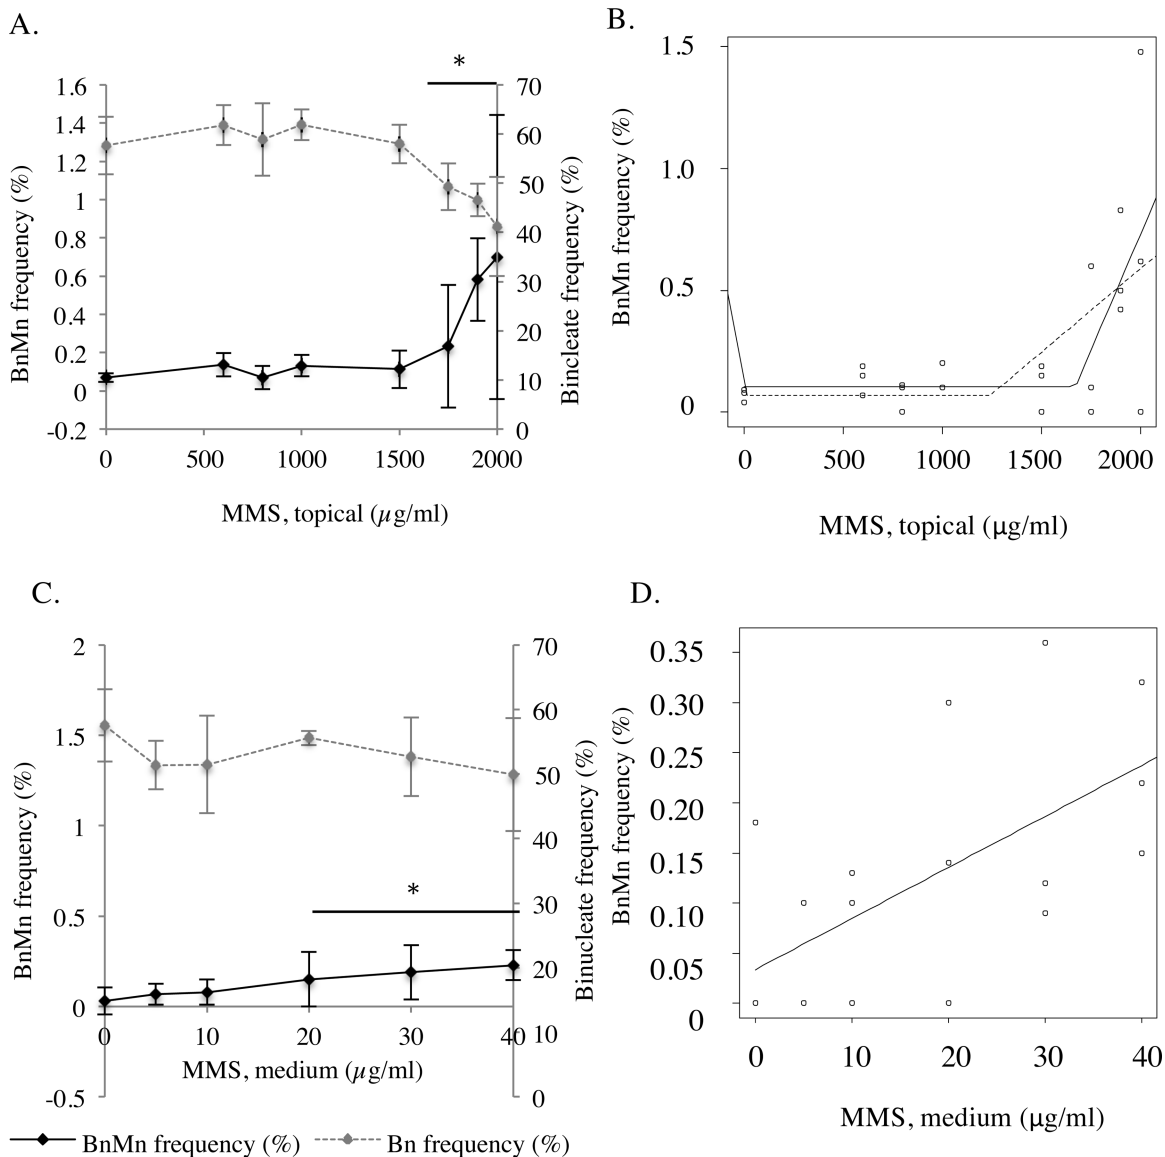 A.
*
1.6
1.4
1.2
1
0.8
0.6
0.4
0.2
0
-0.2
BnMn frequency (%)
70
60
50
40
30
20
10
0
Bincleate frequency (%)
0 500 1000 1500 2000
MMS, topical (µg/ml)
B.
1.5
1.0
0.5
0
BnMn frequency (%)
0 500 1000 1500 2000
MMS, topical (µg/ml)
C.
2
1.5
1
0.5
0
-0.5
BnMn frequency (%)
*
70
60
50
40
30
20
10
0
Binucleate frequency (%)
0 10 20 30 40
MMS, medium (µg/ml)
BnMn frequency (%) Bn frequency (%)
D.
0.35
0.30
0.25
0.20
0.15
0.10
0.05
0
BnMn frequency (%)
0 10 20 30 40
MMS, medium (µg/ml)